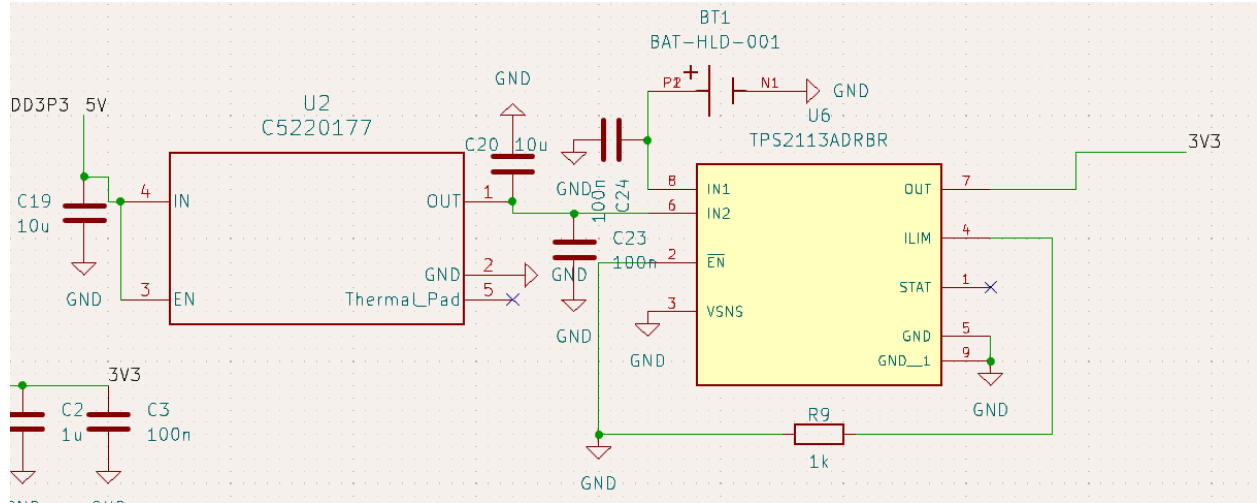 BT1
BAT-HLD-001
P1 + N1 GND
GND
DD3P3 5V
U2
C5220177
C20 10u
U6
TPS2113ADRBR
3V3
GND
100n
C24
4 IN
OUT 1
8 IN1
OUT 7
6 IN2
C19
10u
C23
100n
ILIM 4
GND 2
GND
2 EN
GND
3 EN
Thermal_Pad 5
STAT 1
3 VSNS
GND
GND
GND 5
GND__1 9
GND
3V3
C2
1u
C3
100n
R9
1k
GND